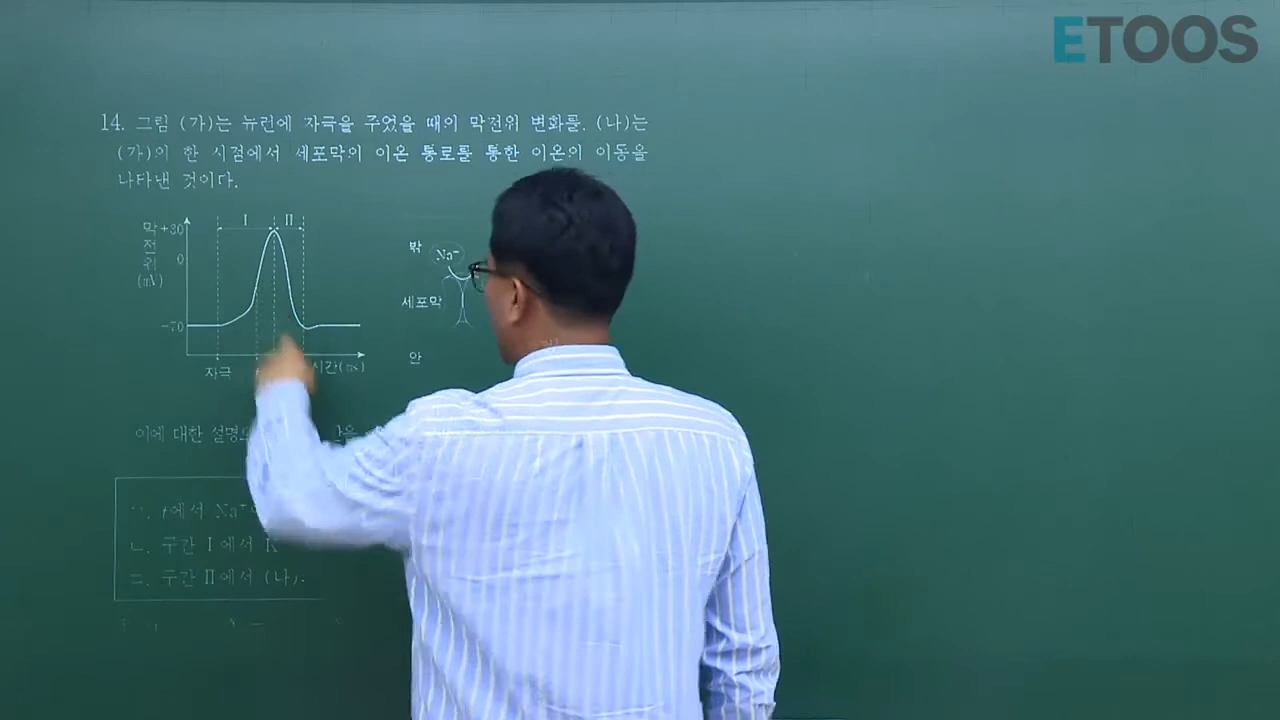 ETOOS
14. 그림 (가)는 뉴런에 자극을 주었을 때의 막전위 변화를, (나)는
(가)의 한 시점에서 세포막의 이온 통로를 통한 이온의 이동을
나타낸 것이다.
I II
막전위(mV)
+30
0
-70
자극
시간(ms)
밖
Na⁺
세포막
안
이에 대한
ㄱ. t에서 Na⁺
ㄴ. 구간 I 에서 K
ㄷ. 구간 II에서 (나)